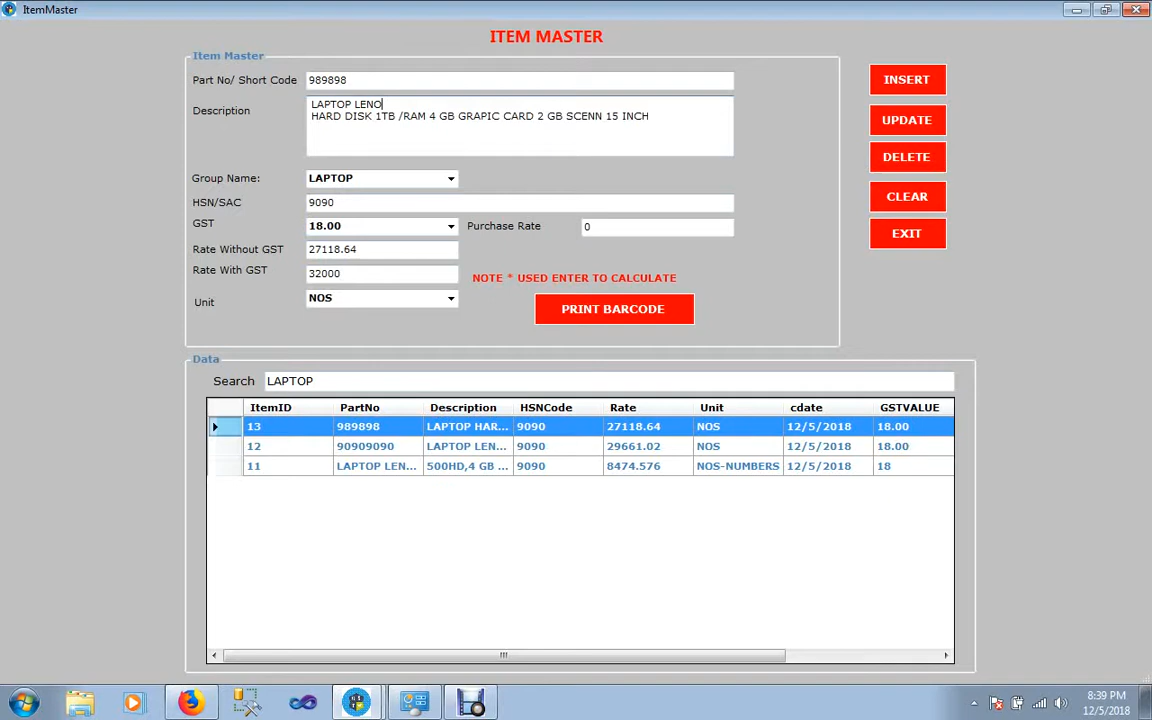 ItemMaster
ITEM MASTER
Item Master
Part No/ Short Code 989898
Description LAPTOP LENO
HARD DISK 1TB /RAM 4 GB GRAPIC CARD 2 GB SCENN 15 INCH
Group Name: LAPTOP
HSN/SAC 9090
GST 18.00 Purchase Rate 0
Rate Without GST 27118.64
Rate With GST 32000
NOTE * USED ENTER TO CALCULATE
Unit NOS
PRINT BARCODE
INSERT
UPDATE
DELETE
CLEAR
EXIT
Data
Search LAPTOP
ItemID PartNo Description HSNCode Rate Unit cdate GSTVALUE
13 989898 LAPTOP HAR... 9090 27118.64 NOS 12/5/2018 18.00
12 90909090 LAPTOP LEN... 9090 29661.02 NOS 12/5/2018 18.00
11 LAPTOP LEN... 500HD,4 GB ... 9090 8474.576 NOS-NUMBERS 12/5/2018 18
8:39 PM
12/5/2018